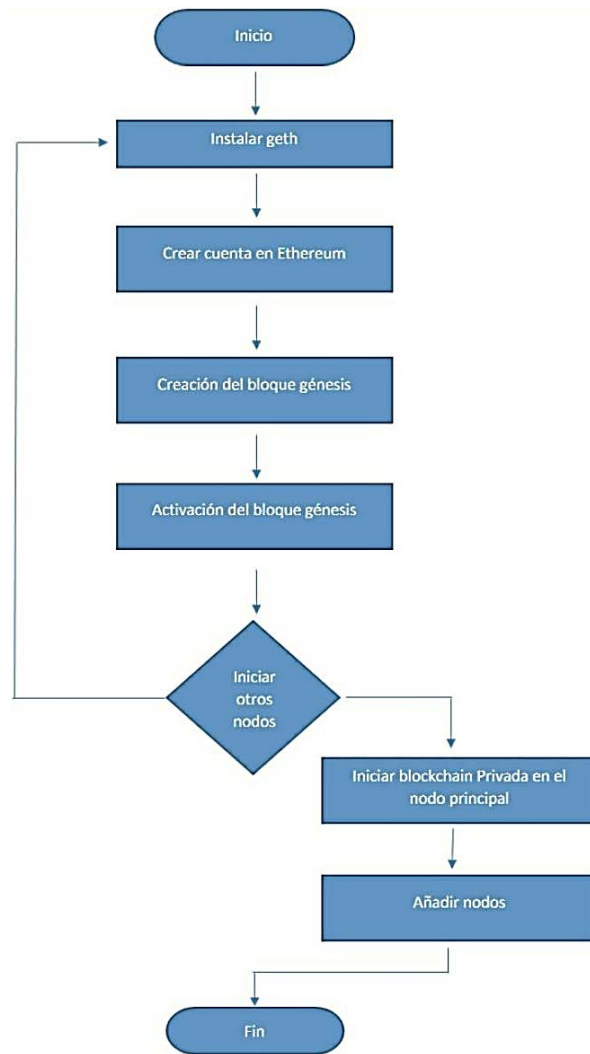 Inicio
Instalar geth
Crear cuenta en Ethereum
Creación del bloque génesis
Activación del bloque génesis
Iniciar
otros
nodos
Iniciar blockchain Privada en el
nodo principal
Añadir nodos
Fin